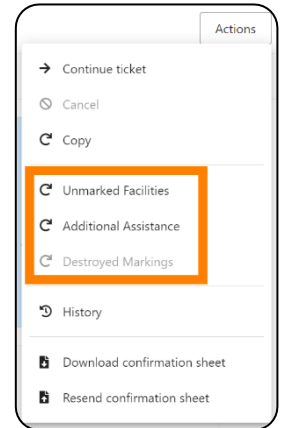 Actions
Continue ticket
Cancel
Copy
Unmarked Facilities
Additional Assistance
Destroyed Markings
History
Download confirmation sheet
Resend confirmation sheet